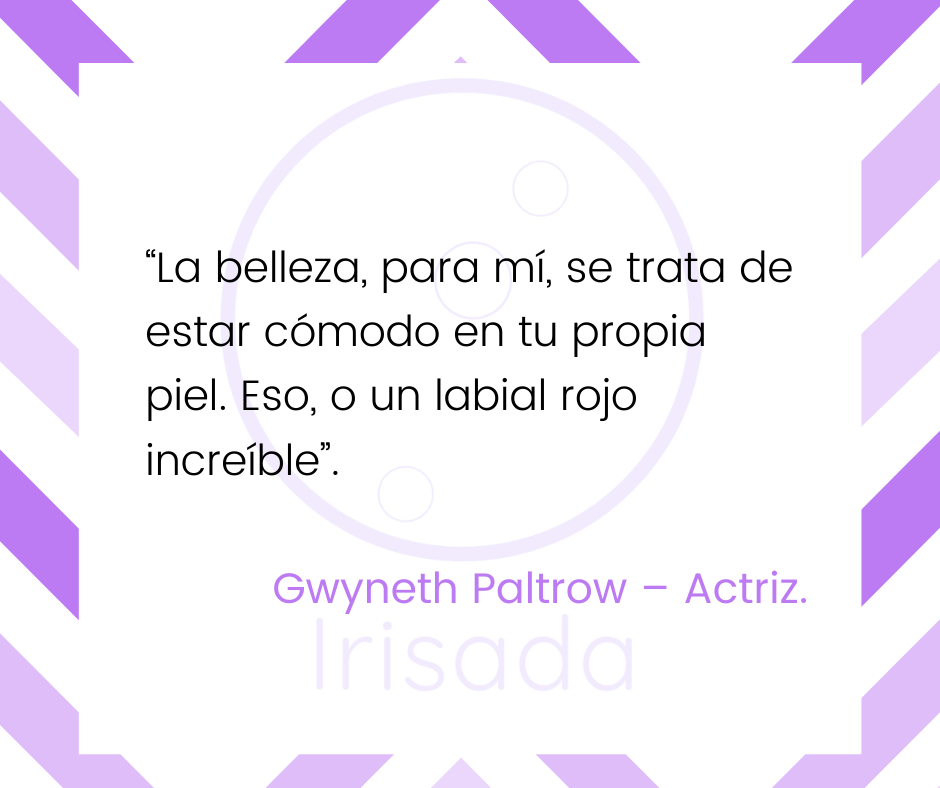 “La belleza, para mí, se trata de
estar cómodo en tu propia
piel. Eso, o un labial rojo
increíble”.
Gwyneth Paltrow – Actriz.
Irisada